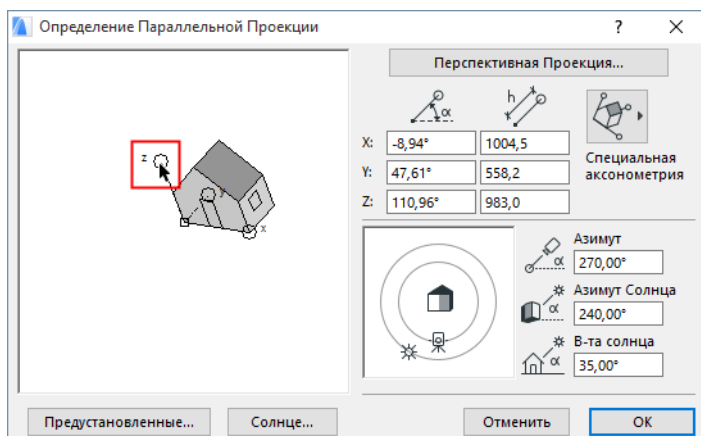 Определение Параллельной Проекции
?
Перспективная Проекция...
α
h
X: -8,94° 1004,5
Y: 47,61° 558,2
Z: 110,96° 983,0
Специальная
аксонометрия
z
y
x
Азимут
α 270,00°
Азимут Солнца
α 240,00°
В-та солнца
α 35,00°
Предустановленные...
Солнце...
Отменить
OK